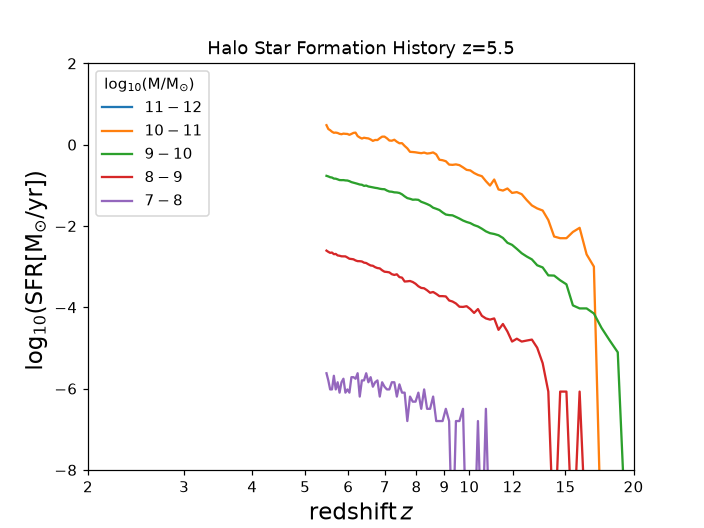 Halo Star Formation History z=5.5
log₁₀(M/M⊙)
11 − 12
10 − 11
9 − 10
8 − 9
7 − 8
log₁₀(SFR[M⊙/yr])
2
0
−2
−4
−6
−8
2 3 4 5 6 7 8 9 10 12 15 20
redshift z